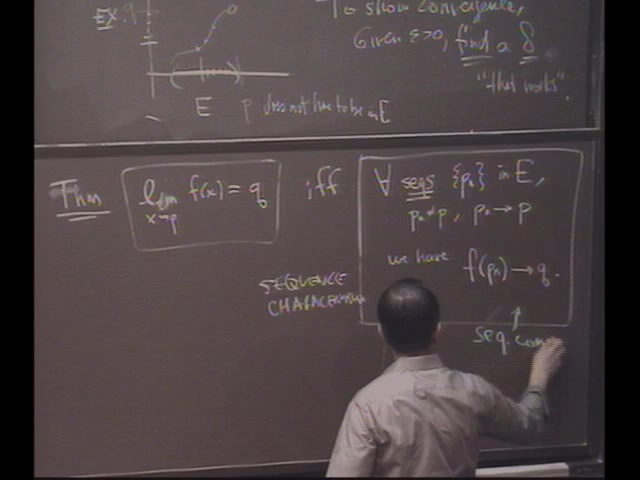 To show convergence,
Given ε>0, find a δ
"that works".
EX. q
E p does not have to be in E
Thm lim f(x) = q iff ∀ seqs {pₙ} in E,
x→p
pₙ≠p, pₙ→p
we have f(pₙ)→q.
SEQUENCE
seq. con